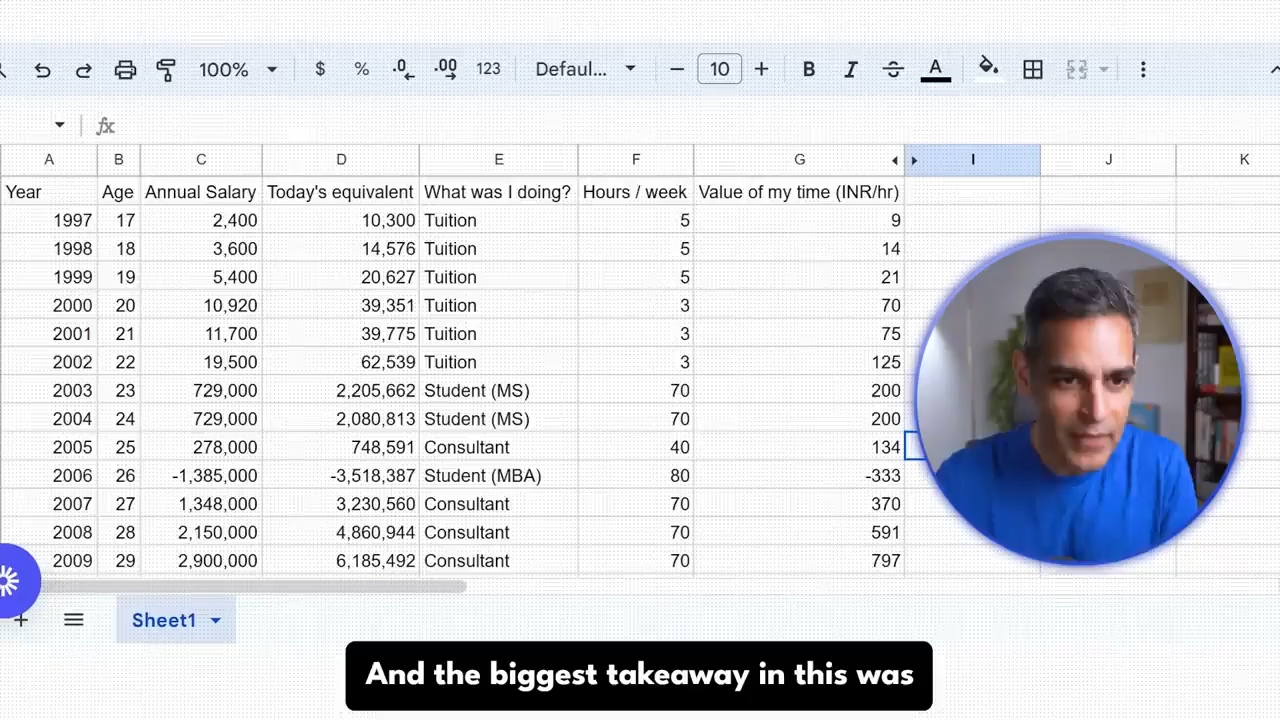 100% $ % .0 .00 123 Defaul... 10 B I S A
fx
A B C D E F G I J K
Year Age Annual Salary Today's equivalent What was I doing? Hours / week Value of my time (INR/hr)
1997 17 2,400 10,300 Tuition 5 9
1998 18 3,600 14,576 Tuition 5 14
1999 19 5,400 20,627 Tuition 5 21
2000 20 10,920 39,351 Tuition 3 70
2001 21 11,700 39,775 Tuition 3 75
2002 22 19,500 62,539 Tuition 3 125
2003 23 729,000 2,205,662 Student (MS) 70 200
2004 24 729,000 2,080,813 Student (MS) 70 200
2005 25 748,591 Consultant 40 134
2006 26 -1,385,000 -3,518,387 Student (MBA) 80 -333
2007 27 1,348,000 3,230,560 Consultant 70 370
2008 28 2,150,000 4,860,944 Consultant 70 591
2009 29 2,900,000 6,185,492 Consultant 70 797
Sheet1
And the biggest takeaway in this was